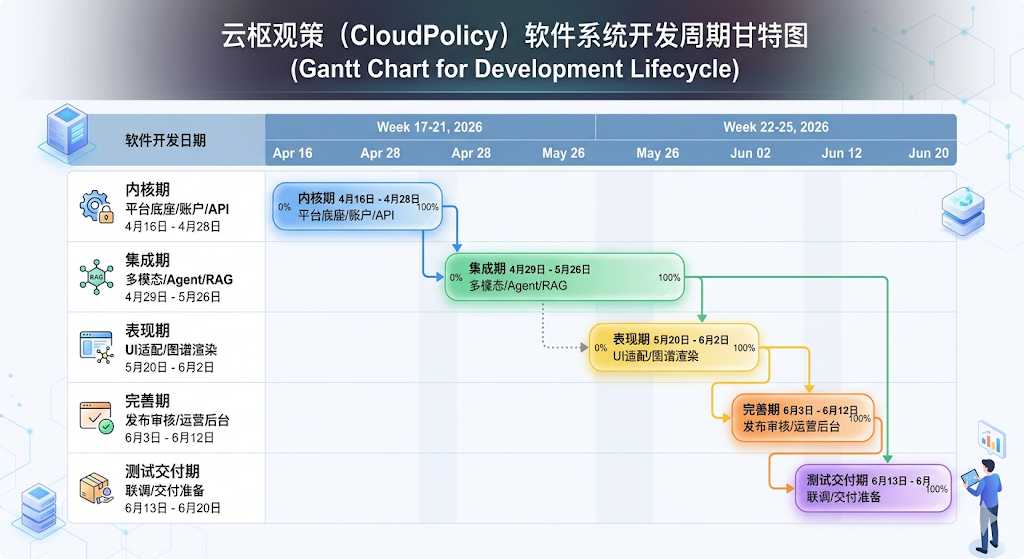 云枢观策（CloudPolicy）软件系统开发周期甘特图
(Gantt Chart for Development Lifecycle)
软件开发日期
Week 17-21, 2026
Week 22-25, 2026
Apr 16
Apr 28
Apr 28
May 26
May 26
Jun 02
Jun 12
Jun 20
内核期
平台底座/账户/API
4月16日 - 4月28日
0%
内核期 4月16日 - 4月28日
平台底座/账户/API
100%
RAG
集成期
多模态/Agent/RAG
4月29日 - 5月26日
0%
集成期 4月29日 - 5月26日
多模态/Agent/RAG
100%
表现期
UI适配/图谱渲染
5月20日 - 6月2日
0%
表现期 5月20日 - 6月2日
UI适配/图谱渲染
100%
完善期
发布审核/运营后台
6月3日 - 6月12日
完善期 6月3日 - 6月12日
发布审核/运营后台
100%
测试交付期
联调/交付准备
6月13日 - 6月20日
测试交付期 6月13日 - 6月
联调/交付准备
100%